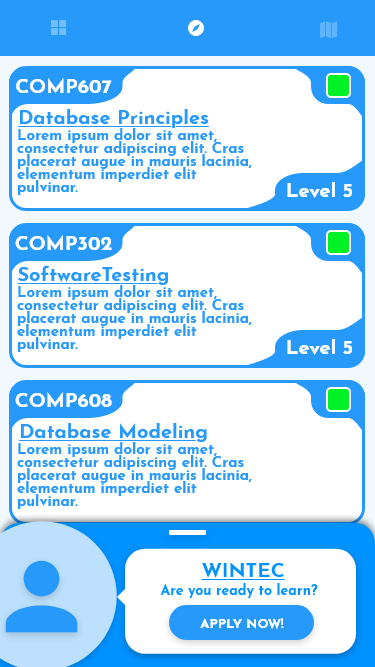 COMP607
Database Principles
Lorem ipsum dolor sit amet,
consectetur adipiscing elit. Cras
placerat augue in mauris lacinia,
elementum imperdiet elit
pulvinar.
Level 5
COMP302
SoftwareTesting
Lorem ipsum dolor sit amet,
consectetur adipiscing elit. Cras
placerat augue in mauris lacinia,
elementum imperdiet elit
pulvinar.
Level 5
COMP608
Database Modeling
Lorem ipsum dolor sit amet,
consectetur adipiscing elit. Cras
placerat augue in mauris lacinia,
elementum imperdiet elit
pulvinar.
WINTEC
Are you ready to learn?
APPLY NOW!